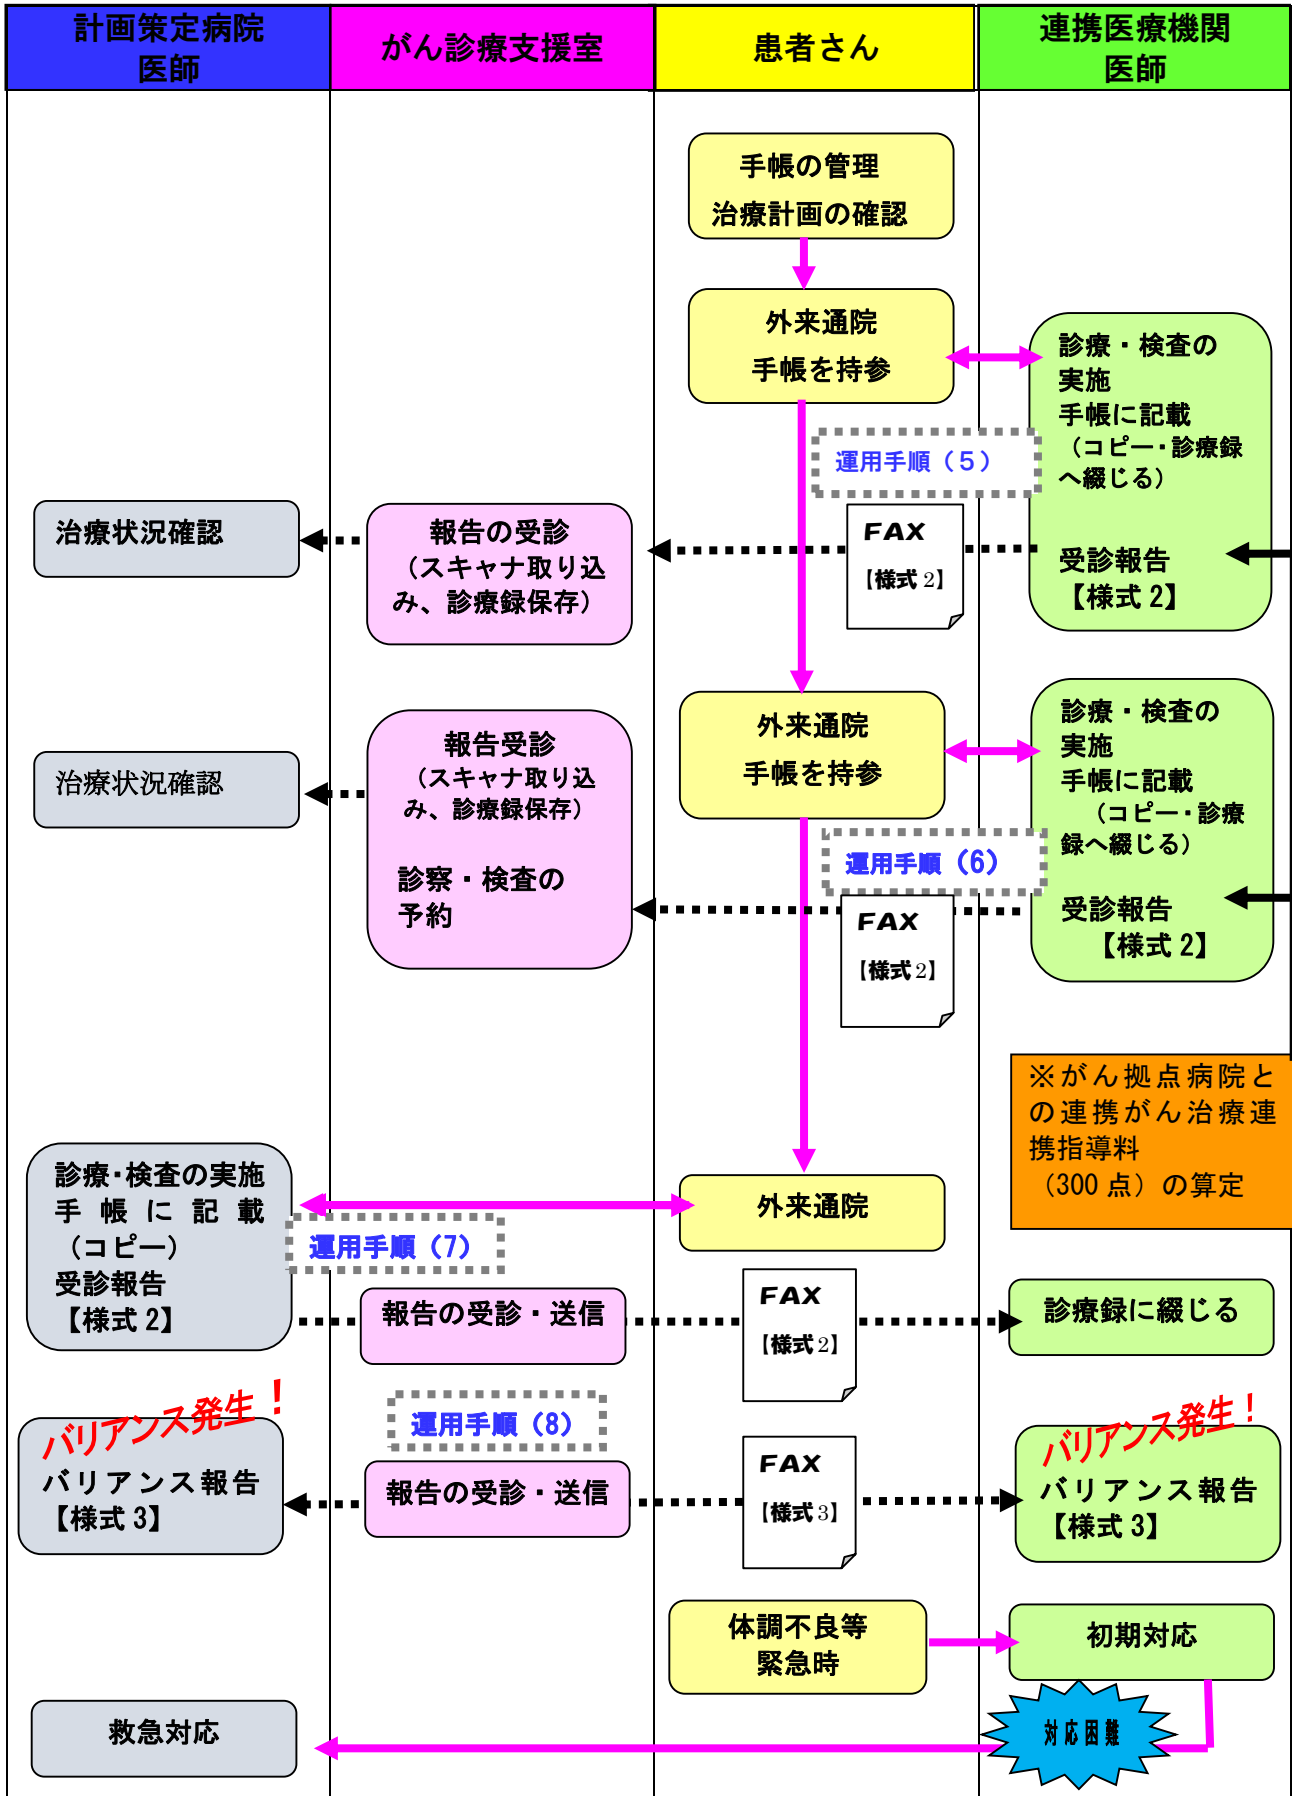 計画策定病院
医師
がん診療支援室
患者さん
連携医療機関
医師
手帳の管理
治療計画の確認
外来通院
手帳を持参
診療・検査の
実施
手帳に記載
（コピー・診療録
へ綴じる）
受診報告
【様式2】
運用手順（５）
FAX
【様式2】
報告の受診
（スキャナ取り込
み、診療録保存）
治療状況確認
外来通院
手帳を持参
診療・検査の
実施
手帳に記載
（コピー・診療
録へ綴じる）
受診報告
【様式2】
運用手順（6）
FAX
【様式2】
報告受診
（スキャナ取り込
み、診療録保存）
診察・検査の
予約
治療状況確認
※がん拠点病院と
の連携がん治療連
携指導料
（300点）の算定
診療・検査の実施
手帳に記載
（コピー）
受診報告
【様式2】
運用手順（7）
外来通院
報告の受診・送信
FAX
【様式2】
診療録に綴じる
バリアンス発生！
バリアンス報告
【様式3】
運用手順（8）
報告の受診・送信
FAX
【様式3】
バリアンス発生！
バリアンス報告
【様式3】
体調不良等
緊急時
初期対応
対応困難
救急対応